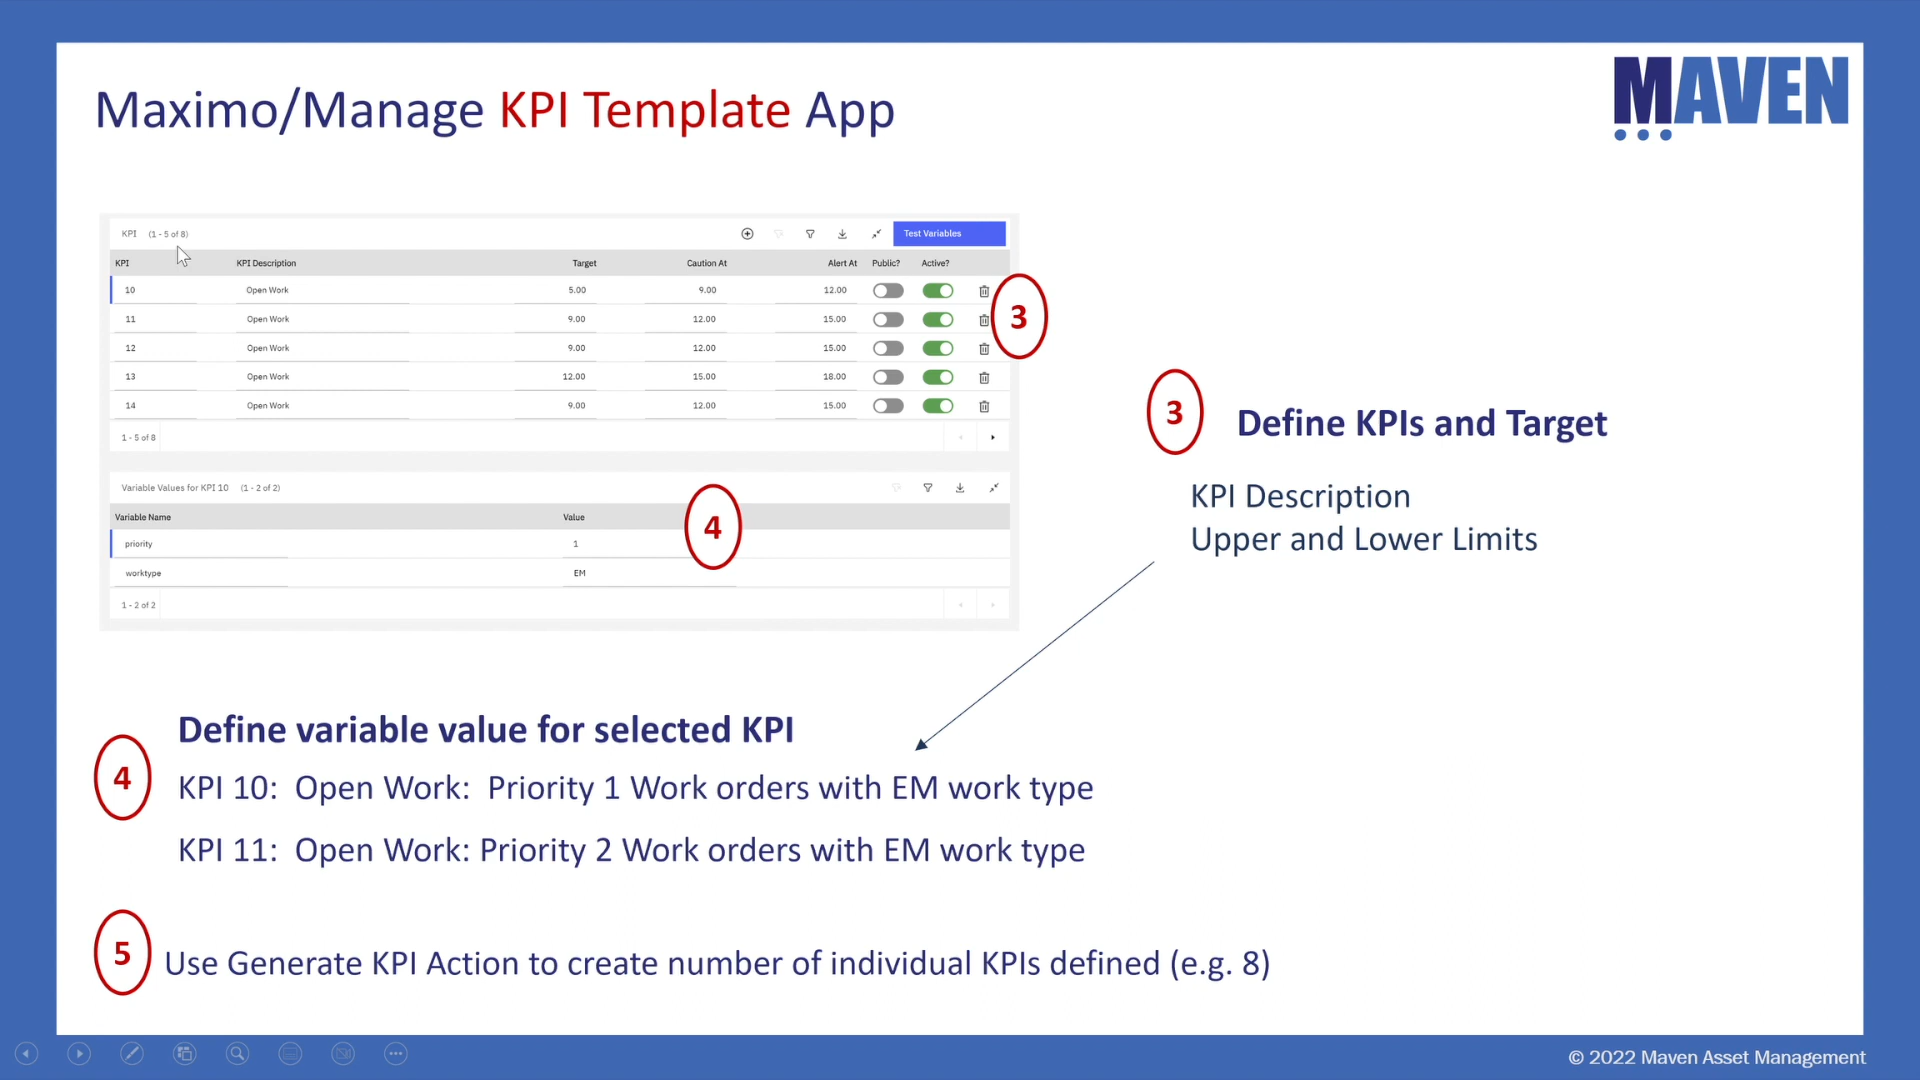 Maximo/Manage KPI Template App
MAVEN
KPI (1 - 5 of 8)
Test Variables
KPI KPI Description Target Caution At Alert At Public? Active?
10 Open Work 5.00 9.00 12.00
11 Open Work 9.00 12.00 15.00
12 Open Work 9.00 12.00 15.00
13 Open Work 12.00 15.00 18.00
14 Open Work 9.00 12.00 15.00
1 - 5 of 8
3
Variable Values for KPI 10 (1 - 2 of 2)
Variable Name Value
priority 1
worktype EM
1 - 2 of 2
4
3 Define KPIs and Target
KPI Description
Upper and Lower Limits
4 Define variable value for selected KPI
KPI 10: Open Work: Priority 1 Work orders with EM work type
KPI 11: Open Work: Priority 2 Work orders with EM work type
5 Use Generate KPI Action to create number of individual KPIs defined (e.g. 8)
© 2022 Maven Asset Management